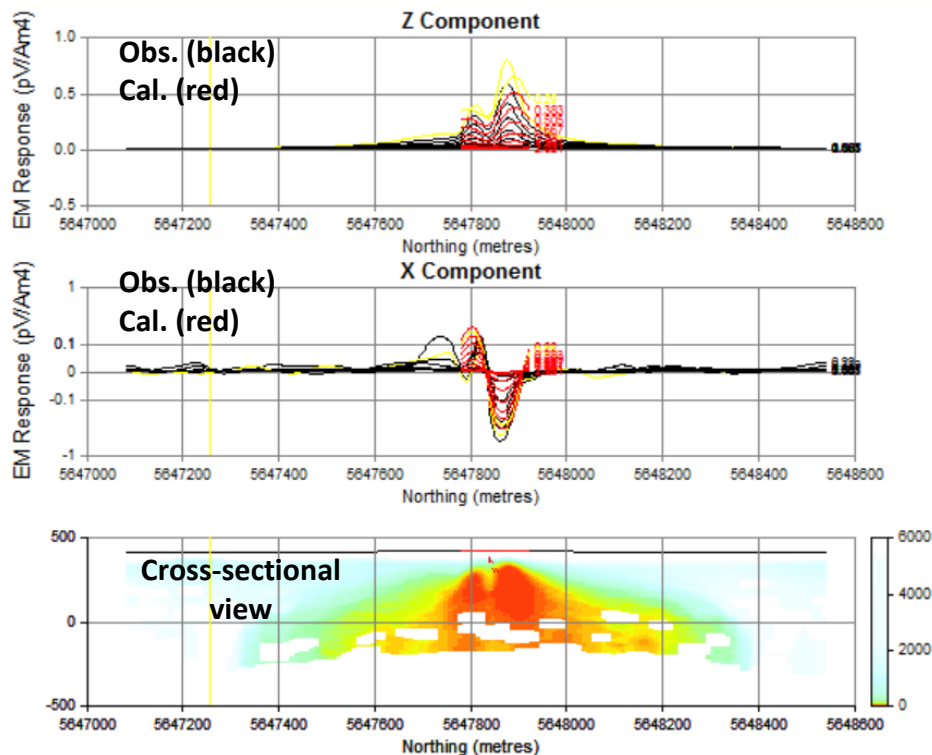 Z Component
1.0
Obs. (black)
Cal. (red)
0.5
0.383
0.0
-0.5
EM Response (pV/Am4)
5647000 5647200 5647400 5647600 5647800 5648000 5648200 5648400 5648600
Northing (metres)
X Component
1
Obs. (black)
Cal. (red)
0.1
0
-0.1
-1
EM Response (pV/Am4)
5647000 5647200 5647400 5647600 5647800 5648000 5648200 5648400 5648600
Northing (metres)
500
6000
Cross-sectional
view
4000
0
2000
-500
0
5647000 5647200 5647400 5647600 5647800 5648000 5648200 5648400 5648600
Northing (metres)